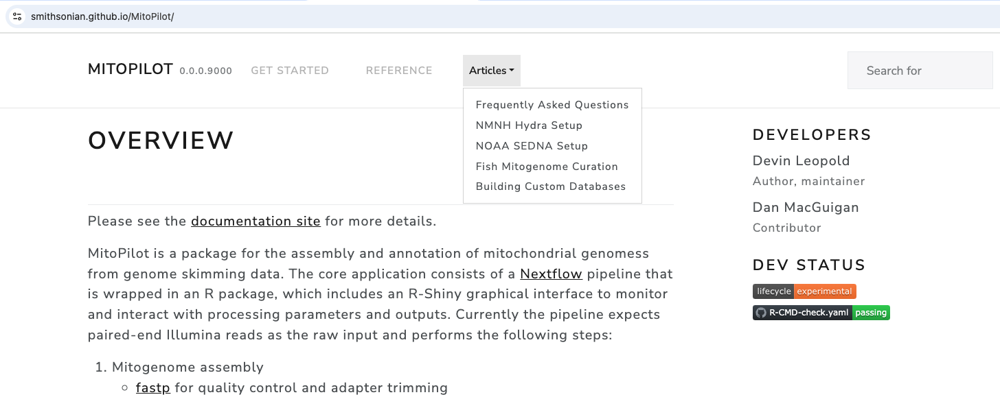 smithsonian.github.io/MitoPilot/
MITOPILOT 0.0.0.9000 GET STARTED REFERENCE Articles Search for
Frequently Asked Questions
NMNH Hydra Setup
NOAA SEDNA Setup
Fish Mitogenome Curation
Building Custom Databases
OVERVIEW
Please see the documentation site for more details.
MitoPilot is a package for the assembly and annotation of mitochondrial genomess
from genome skimming data. The core application consists of a Nextflow pipeline that
is wrapped in an R package, which includes an R-Shiny graphical interface to monitor
and interact with processing parameters and outputs. Currently the pipeline expects
paired-end Illumina reads as the raw input and performs the following steps:
1. Mitogenome assembly
fastp for quality control and adapter trimming
DEVELOPERS
Devin Leopold
Author, maintainer
Dan MacGuigan
Contributor
DEV STATUS
lifecycle experimental
R-CMD-check.yaml passing